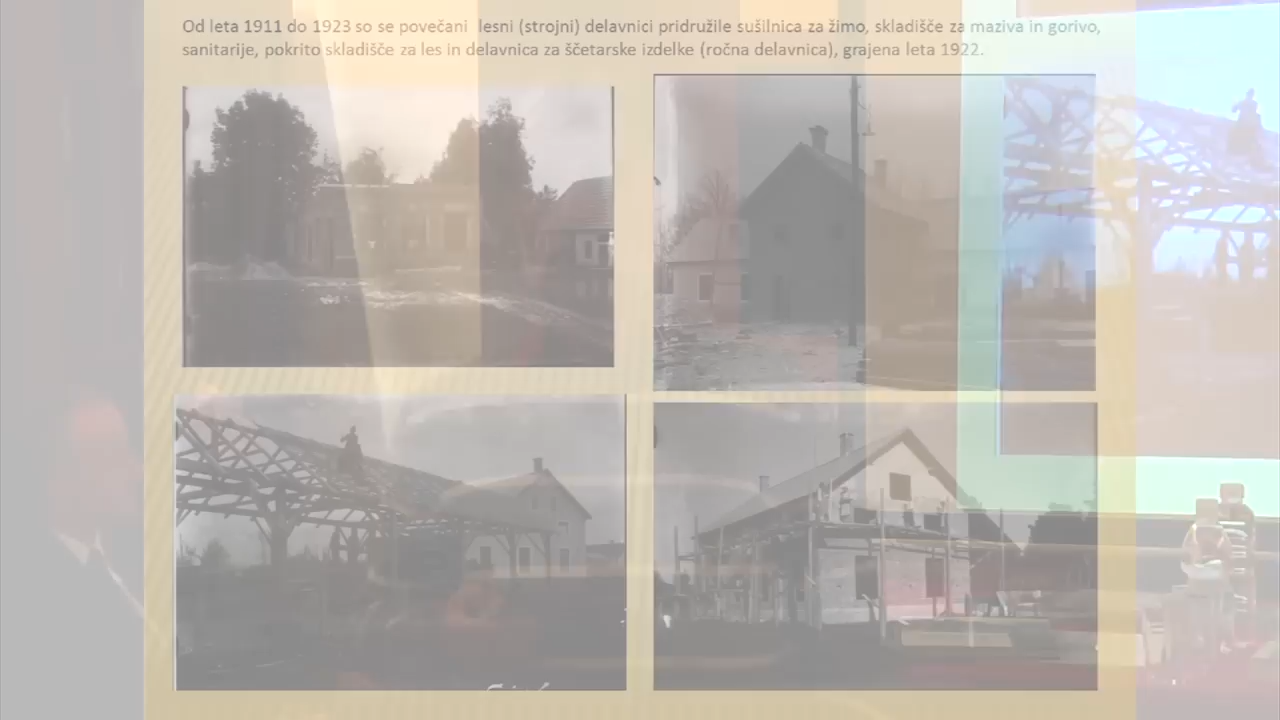 Od leta 1911 do 1923 so se povečani lesni (strojni) delavnici pridružile sušilnica za žimo, skladišče za maziva in gorivo,
sanitarije, pokrito skladišče za les in delavnica za ščetarske izdelke (ročna delavnica), grajena leta 1922.